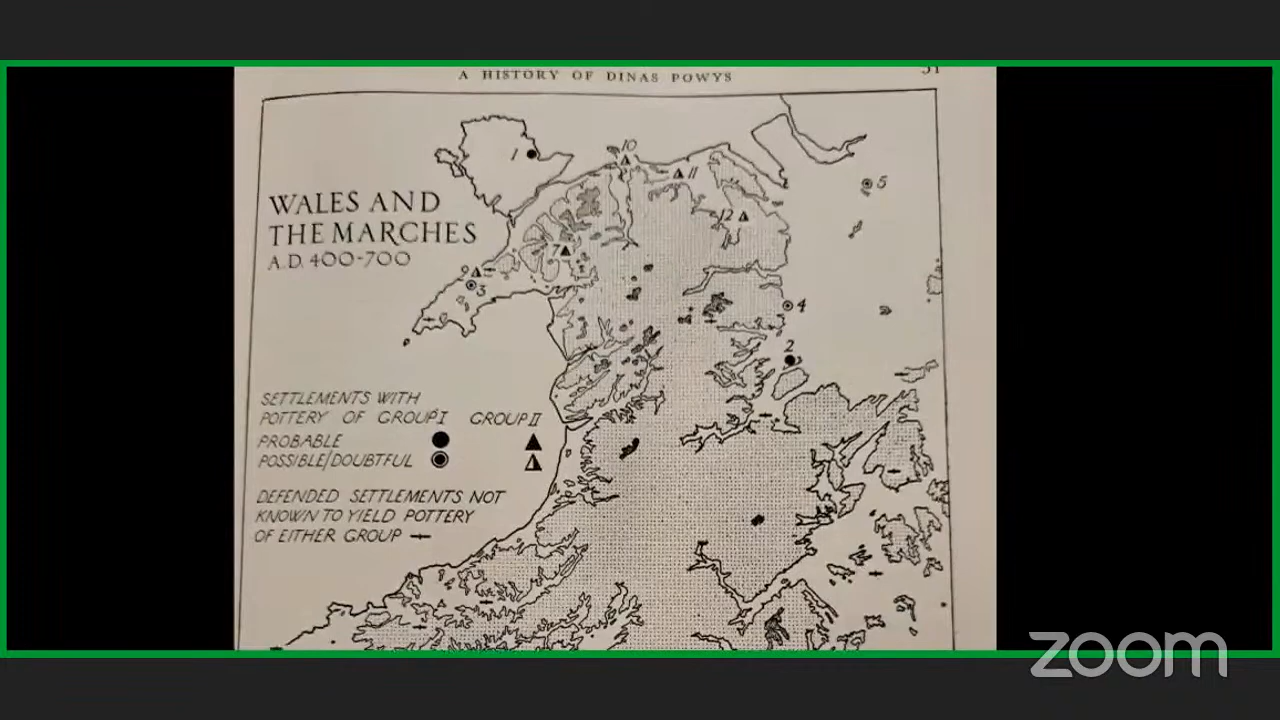 A HISTORY OF DINAS POWYS
WALES AND
THE MARCHES
A.D. 400-700
1
10
11
5
12
7
9
3
4
2
SETTLEMENTS WITH
POTTERY OF GROUP I GROUP II
PROBABLE
POSSIBLE/DOUBTFUL
DEFENDED SETTLEMENTS NOT
KNOWN TO YIELD POTTERY
OF EITHER GROUP
zoom